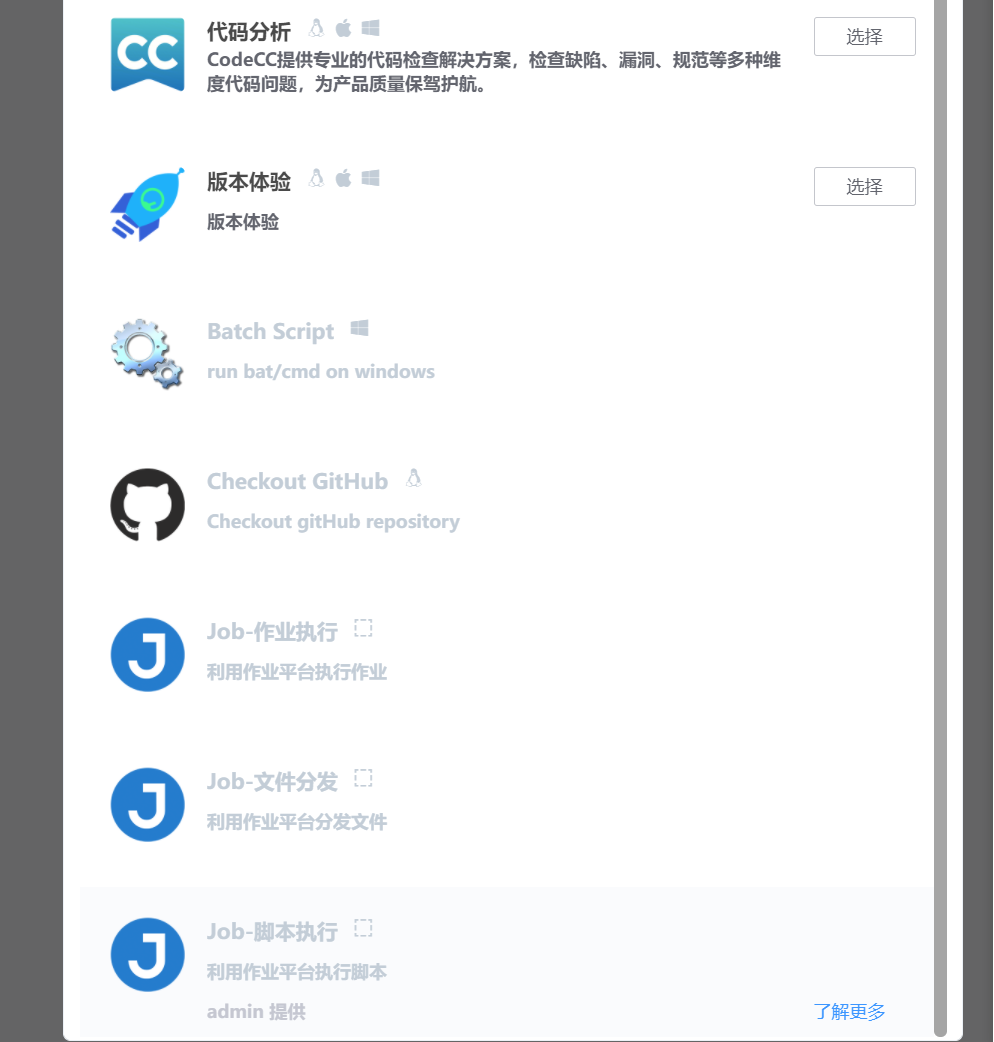 CC
代码分析
选择
CodeCC提供专业的代码检查解决方案，检查缺陷、漏洞、规范等多种维
度代码问题，为产品质量保驾护航。
版本体验
选择
版本体验
Batch Script
run bat/cmd on windows
Checkout GitHub
Checkout gitHub repository
J
Job-作业执行
利用作业平台执行作业
J
Job-文件分发
利用作业平台分发文件
J
Job-脚本执行
利用作业平台执行脚本
admin 提供
了解更多